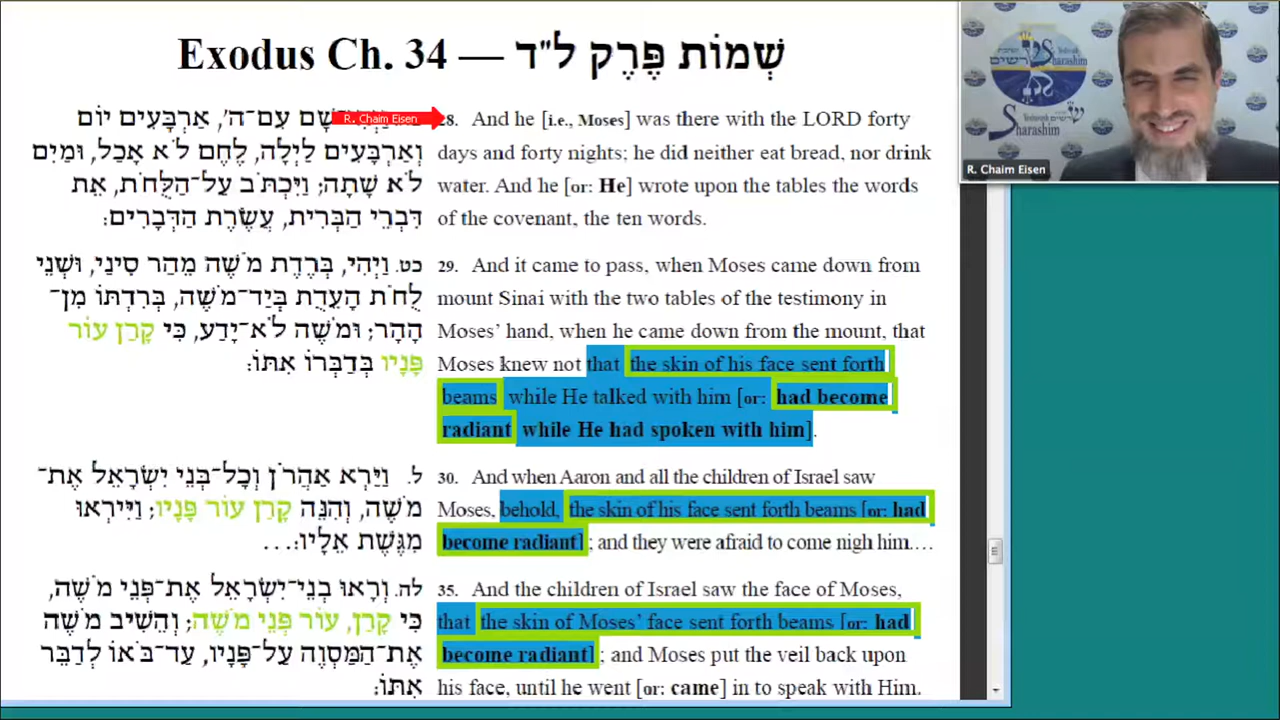 Exodus Ch. 34 — שְׁמוֹת פֶּרֶק ל"ד
שָׁם עִם־ה', אַרְבָּעִים יוֹם
וְאַרְבָּעִים לַיְלָה, לֶחֶם לֹא אָכַל, וּמַיִם
לֹא שָׁתָה; וַיִּכְתֹּב עַל־הַלֻּחֹת, אֵת
דִּבְרֵי הַבְּרִית, עֲשֶׂרֶת הַדְּבָרִים:
R. Chaim Eisen
28. And he [i.e., Moses] was there with the LORD forty
days and forty nights; he did neither eat bread, nor drink
water. And he [or: He] wrote upon the tables the words
of the covenant, the ten words.
כט. וַיְהִי, בְּרֶדֶת מֹשֶׁה מֵהַר סִינַי, וּשְׁנֵי
לֻחֹת הָעֵדֻת בְּיַד־מֹשֶׁה, בְּרִדְתּוֹ מִן־
הָהָר; וּמֹשֶׁה לֹא־יָדַע, כִּי קָרַן עוֹר
פָּנָיו בְּדַבְּרוֹ אִתּוֹ:
29. And it came to pass, when Moses came down from
mount Sinai with the two tables of the testimony in
Moses' hand, when he came down from the mount, that
Moses knew not that the skin of his face sent forth
beams while He talked with him [or: had become
radiant while He had spoken with him].
ל. וַיַּרְא אַהֲרֹן וְכָל־בְּנֵי יִשְׂרָאֵל אֶת־
מֹשֶׁה, וְהִנֵּה קָרַן עוֹר פָּנָיו; וַיִּירְאוּ
מִגֶּשֶׁת אֵלָיו:...
30. And when Aaron and all the children of Israel saw
Moses, behold, the skin of his face sent forth beams [or: had
become radiant]; and they were afraid to come nigh him....
לה. וְרָאוּ בְנֵי־יִשְׂרָאֵל אֶת־פְּנֵי מֹשֶׁה,
כִּי קָרַן, עוֹר פְּנֵי מֹשֶׁה; וְהֵשִׁיב מֹשֶׁה
אֶת־הַמַּסְוֶה עַל־פָּנָיו, עַד־בֹּאוֹ לְדַבֵּר
אִתּוֹ:
35. And the children of Israel saw the face of Moses,
that the skin of Moses' face sent forth beams [or: had
become radiant]; and Moses put the veil back upon
his face, until he went [or: came] in to speak with Him.
R. Chaim Eisen